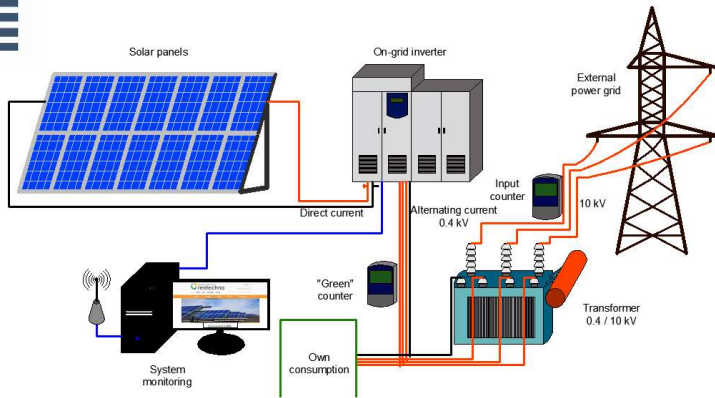 Solar panels
On-grid inverter
External
power grid
Input
counter
10 kV
Direct current
Alternating current
0.4 kV
"Green"
counter
Transformer
0.4 / 10 kV
rentechno
Own
consumption
System
monitoring